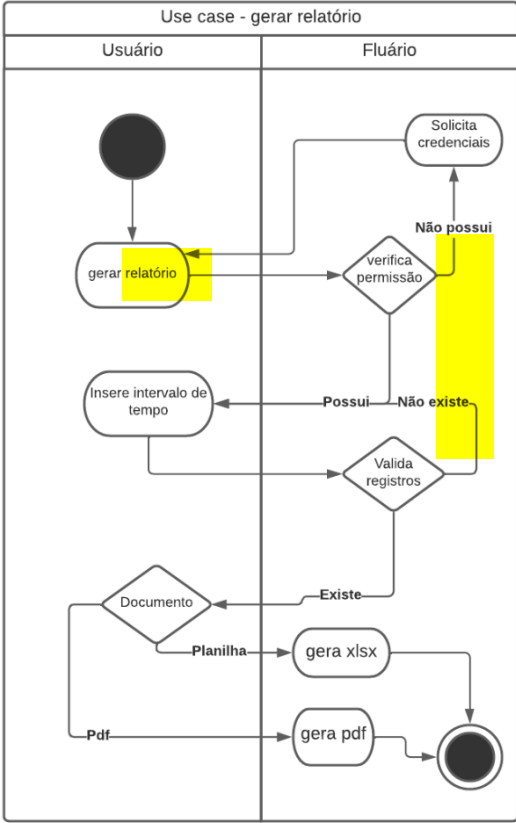 Use case - gerar relatório
Usuário
Fluário
Solicita
credenciais
Não possui
gerar relatório
verifica
permissão
Insere intervalo de
tempo
Possui
Não existe
Valida
registros
Existe
Documento
Planilha
gera xlsx
Pdf
gera pdf